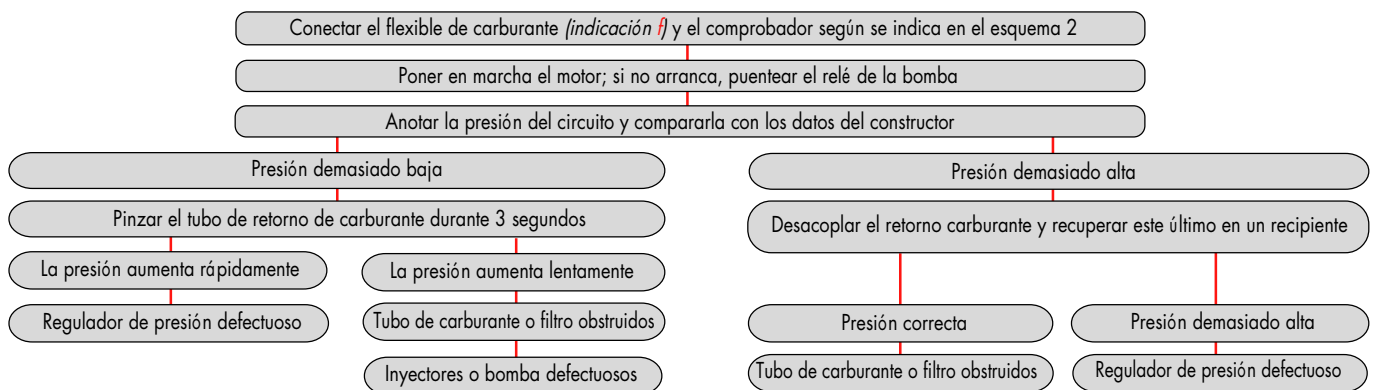 Conectar el flexible de carburante (indicación f) y el comprobador según se indica en el esquema 2
Poner en marcha el motor; si no arranca, puentear el relé de la bomba
Anotar la presión del circuito y compararla con los datos del constructor
Presión demasiado baja
Presión demasiado alta
Pinzar el tubo de retorno de carburante durante 3 segundos
Desacoplar el retorno carburante y recuperar este último en un recipiente
La presión aumenta rápidamente
La presión aumenta lentamente
Regulador de presión defectuoso
Tubo de carburante o filtro obstruidos
Presión correcta
Presión demasiado alta
Inyectores o bomba defectuosos
Tubo de carburante o filtro obstruidos
Regulador de presión defectuoso